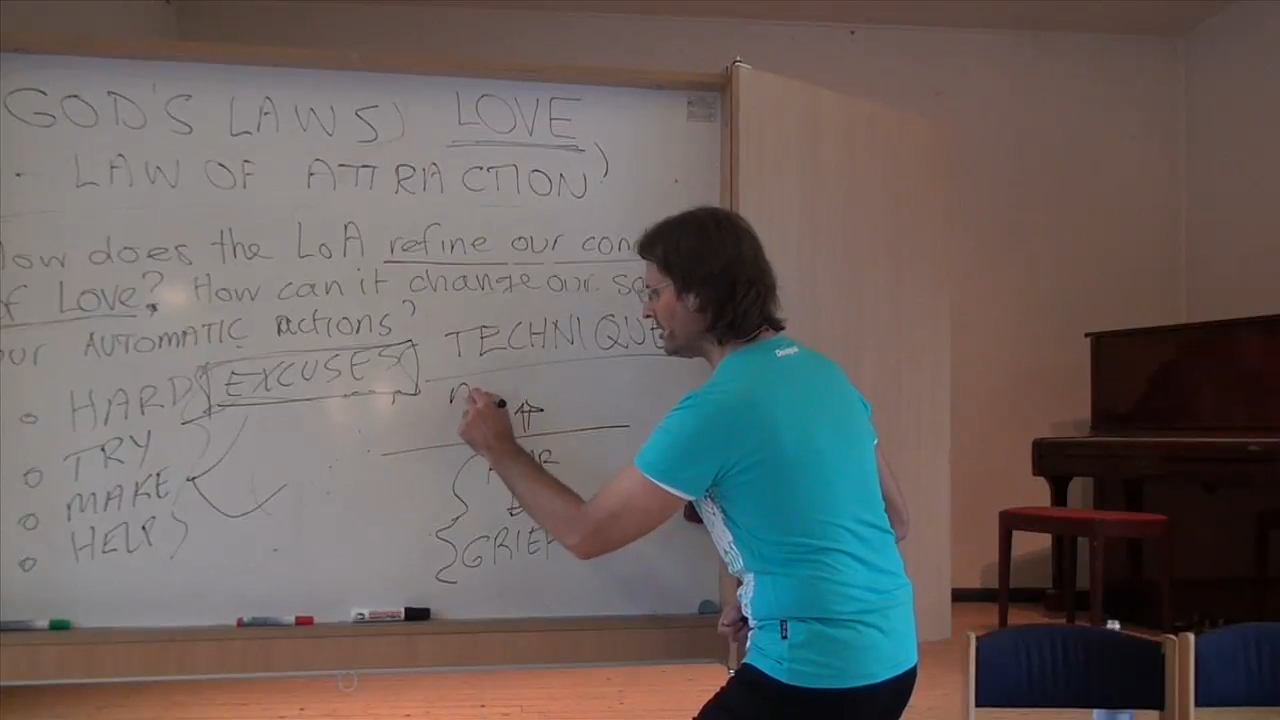 GOD'S LAWS) LOVE
- LAW OF ATTRACTION)
How does the LoA refine our
of Love? How can it change our
our AUTOMATIC actions?
TECHNIQUE
HARD EXCUSES
TRY
MAKE
HELP
GRIEF
Desigual